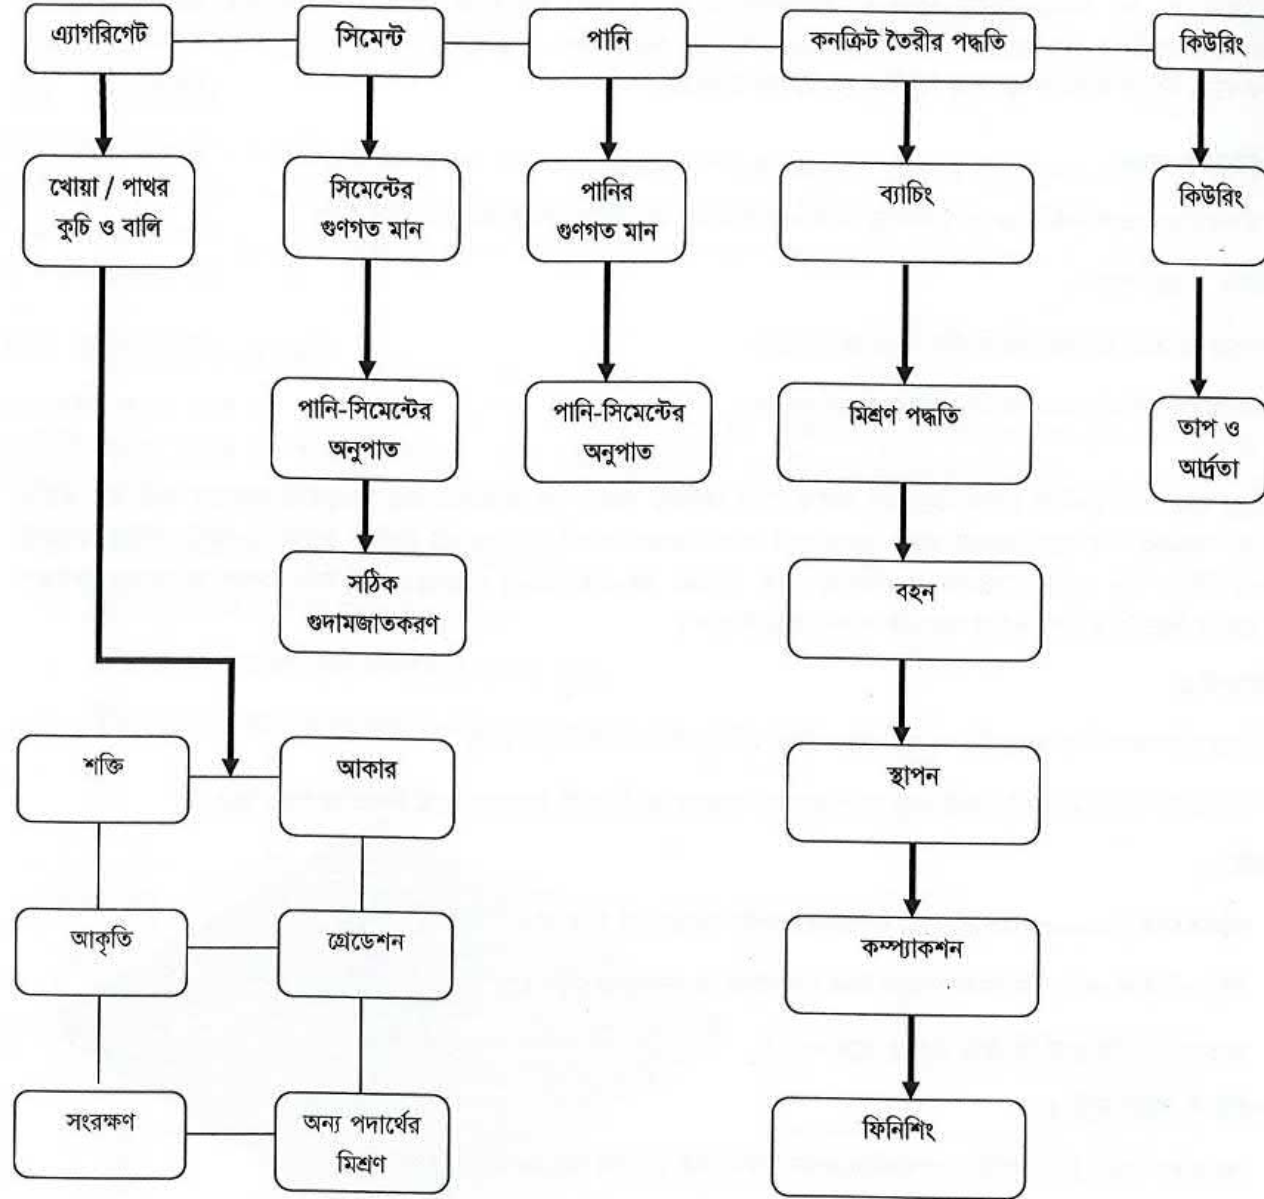 এ্যাগরিগেট
সিমেন্ট
পানি
কনক্রিট তৈরীর পদ্ধতি
কিউরিং
খোয়া / পাথর
কুচি ও বালি
সিমেন্টের
গুণগত মান
পানির
গুণগত মান
ব্যাচিং
কিউরিং
পানি-সিমেন্টের
অনুপাত
পানি-সিমেন্টের
অনুপাত
মিশ্রণ পদ্ধতি
তাপ ও
আর্দ্রতা
সঠিক
গুদামজাতকরণ
বহন
শক্তি
আকার
স্থাপন
আকৃতি
গ্রেডেশন
কম্প্যাকশন
সংরক্ষণ
অন্য পদার্থের
মিশ্রণ
ফিনিশিং